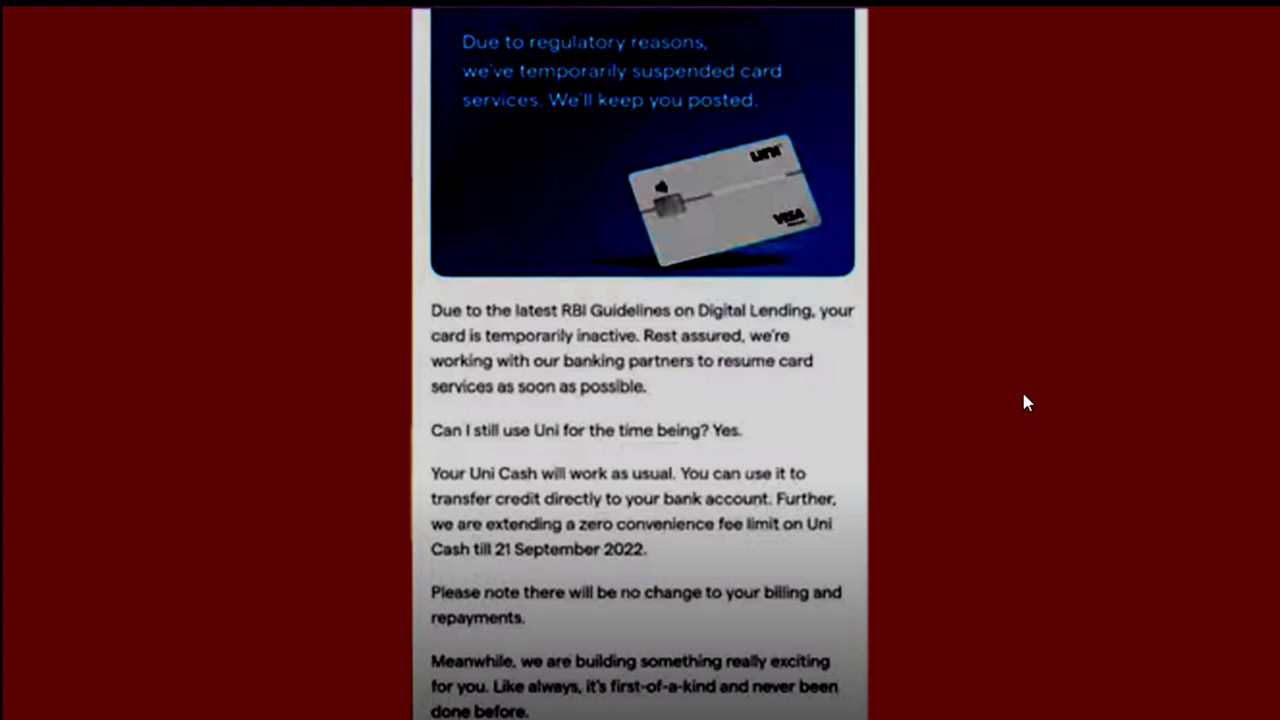 Due to regulatory reasons,
we've temporarily suspended card
services. We'll keep you posted.
UNI
VISA
Due to the latest RBI Guidelines on Digital Lending, your
card is temporarily inactive. Rest assured, we're
working with our banking partners to resume card
services as soon as possible.
Can I still use Uni for the time being? Yes.
Your Uni Cash will work as usual. You can use it to
transfer credit directly to your bank account. Further,
we are extending a zero convenience fee limit on Uni
Cash till 21 September 2022.
Please note there will be no change to your billing and
repayments.
Meanwhile, we are building something really exciting
for you. Like always, it's first-of-a-kind and never been
done before.